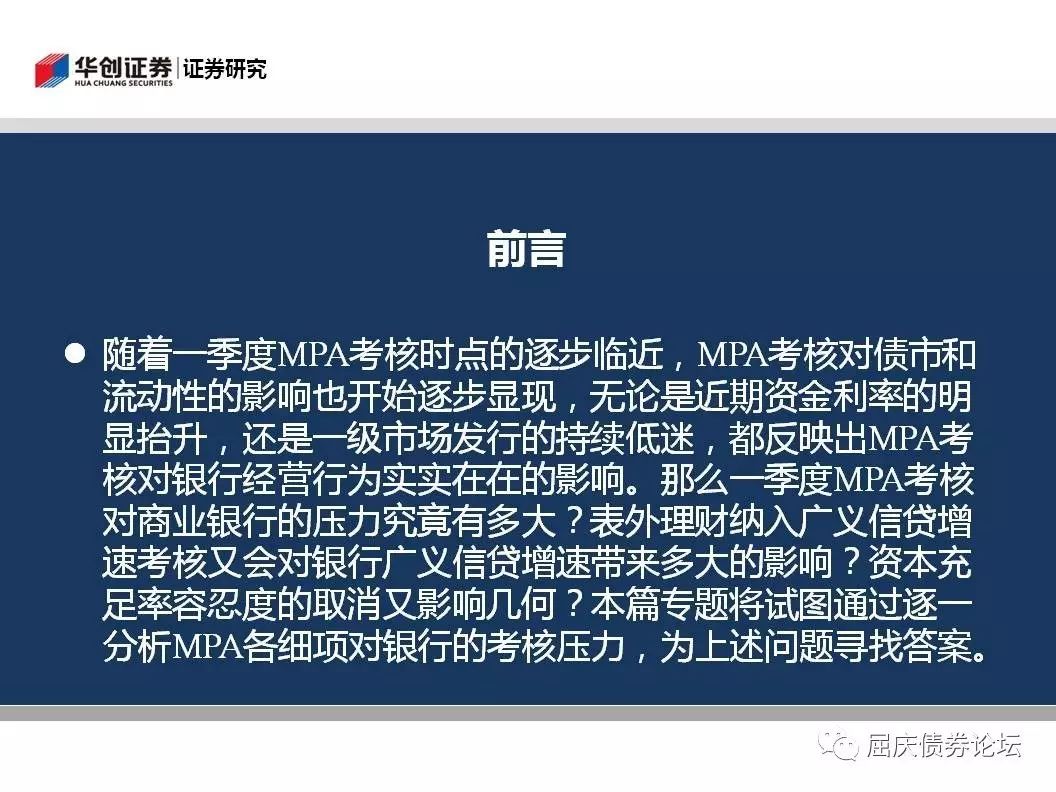 华创证券
HUA CHUANG SECURITIES
证券研究
前言
● 随着一季度MPA考核时点的逐步临近，MPA考核对债市和
流动性的影响也开始逐步显现，无论是近期资金利率的明
显抬升，还是一级市场发行的持续低迷，都反映出MPA考
核对银行经营行为实实在在的影响。那么一季度MPA考核
对商业银行的压力究竟有多大？表外理财纳入广义信贷增
速考核又会对银行广义信贷增速带来多大的影响？资本充
足率容忍度的取消又影响几何？本篇专题将试图通过逐一
分析MPA各细项对银行的考核压力，为上述问题寻找答案。
屈庆债券论坛